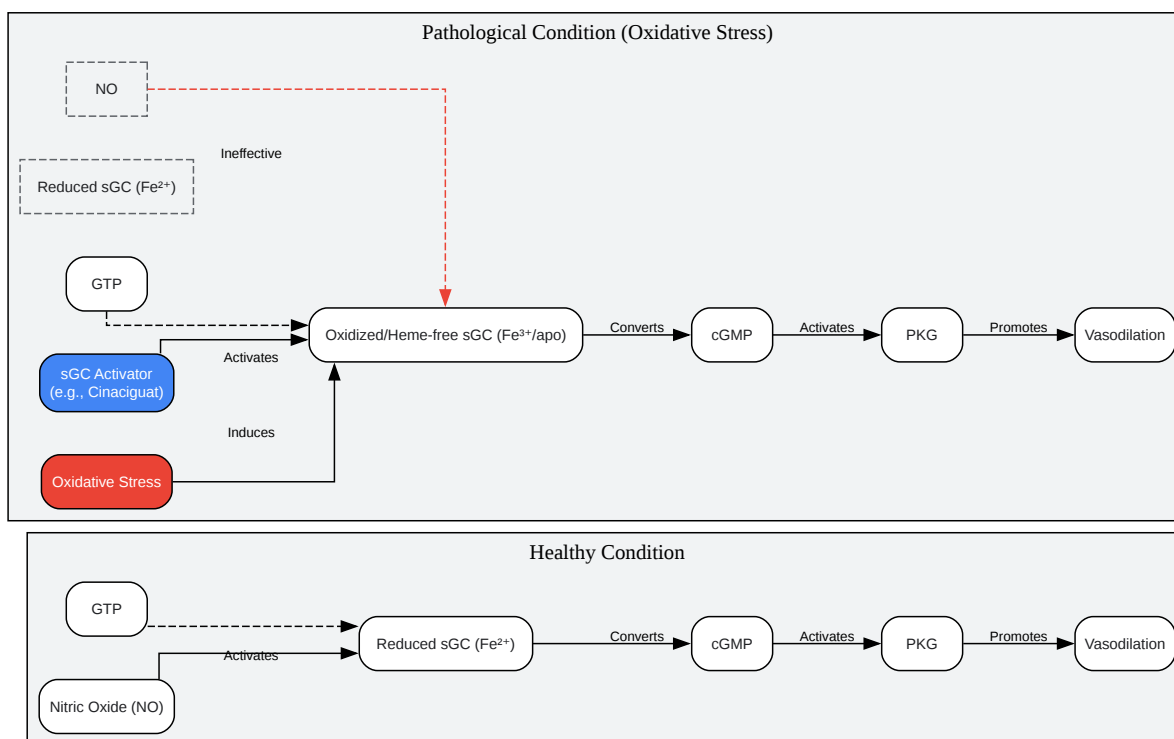 Pathological Condition (Oxidative Stress)
NO
Ineffective
Reduced sGC (Fe²⁺)
GTP
Oxidized/Heme-free sGC (Fe³⁺/apo)
Converts
cGMP
Activates
PKG
Promotes
Vasodilation
Activates
sGC Activator
(e.g., Cinaciguat)
Induces
Oxidative Stress
Healthy Condition
GTP
Reduced sGC (Fe²⁺)
Converts
cGMP
Activates
PKG
Promotes
Vasodilation
Activates
Nitric Oxide (NO)